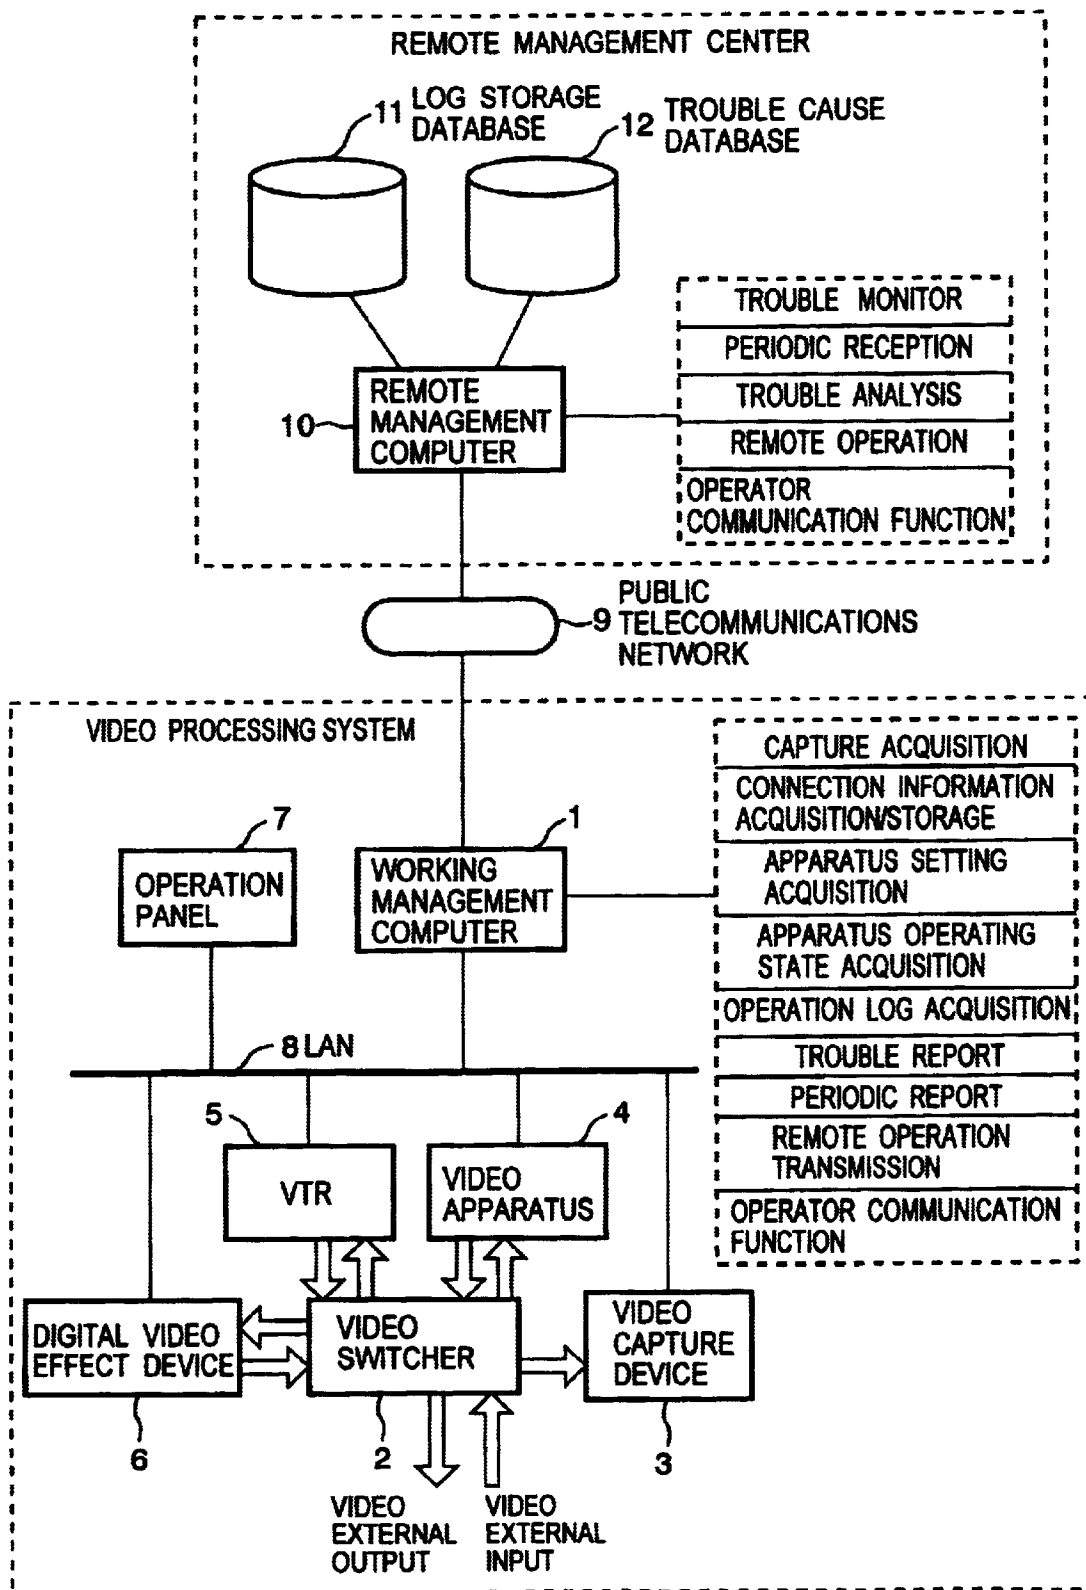 REMOTE MANAGEMENT CENTER
11 LOG STORAGE
DATABASE
12 TROUBLE CAUSE
DATABASE
TROUBLE MONITOR
PERIODIC RECEPTION
TROUBLE ANALYSIS
REMOTE OPERATION
OPERATOR
COMMUNICATION FUNCTION
10
REMOTE
MANAGEMENT
COMPUTER
9
PUBLIC
TELECOMMUNICATIONS
NETWORK
VIDEO PROCESSING SYSTEM
7
OPERATION
PANEL
1
WORKING
MANAGEMENT
COMPUTER
CAPTURE ACQUISITION
CONNECTION INFORMATION
ACQUISITION/STORAGE
APPARATUS SETTING
ACQUISITION
APPARATUS OPERATING
STATE ACQUISITION
OPERATION LOG ACQUISITION
TROUBLE REPORT
PERIODIC REPORT
REMOTE OPERATION
TRANSMISSION
OPERATOR COMMUNICATION
FUNCTION
8 LAN
5
VTR
4
VIDEO
APPARATUS
DIGITAL VIDEO
EFFECT DEVICE
6
VIDEO
SWITCHER
2
VIDEO
CAPTURE
DEVICE
3
VIDEO
EXTERNAL
OUTPUT
VIDEO
EXTERNAL
INPUT